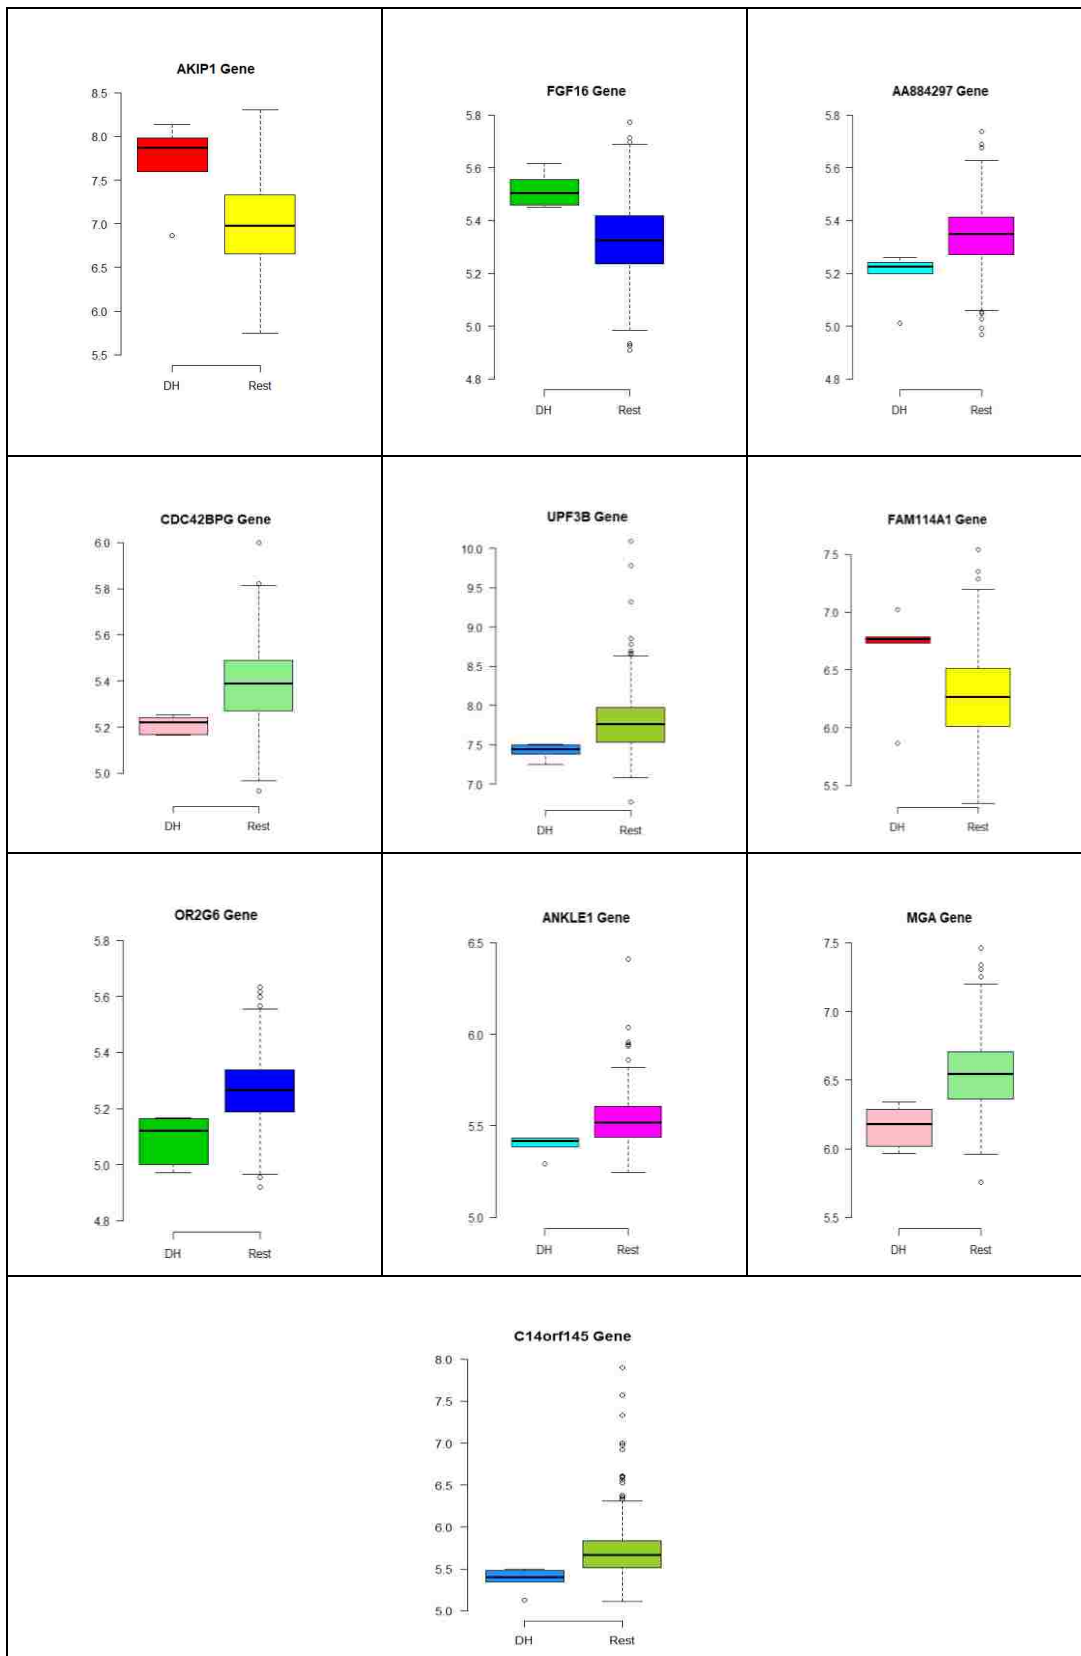 AKIP1 Gene
8.5
8.0
7.5
7.0
6.5
6.0
5.5
DH Rest
FGF16 Gene
5.8
5.6
5.4
5.2
5.0
4.8
DH Rest
AA884297 Gene
5.8
5.6
5.4
5.2
5.0
4.8
DH Rest
CDC42BPG Gene
6.0
5.8
5.6
5.4
5.2
5.0
DH Rest
UPF3B Gene
10.0
9.5
9.0
8.5
8.0
7.5
7.0
DH Rest
FAM114A1 Gene
7.5
7.0
6.5
6.0
5.5
DH Rest
OR2G6 Gene
5.8
5.6
5.4
5.2
5.0
4.8
DH Rest
ANKLE1 Gene
6.5
6.0
5.5
5.0
DH Rest
MGA Gene
7.5
7.0
6.5
6.0
5.5
DH Rest
C14orf145 Gene
8.0
7.5
7.0
6.5
6.0
5.5
5.0
DH Rest